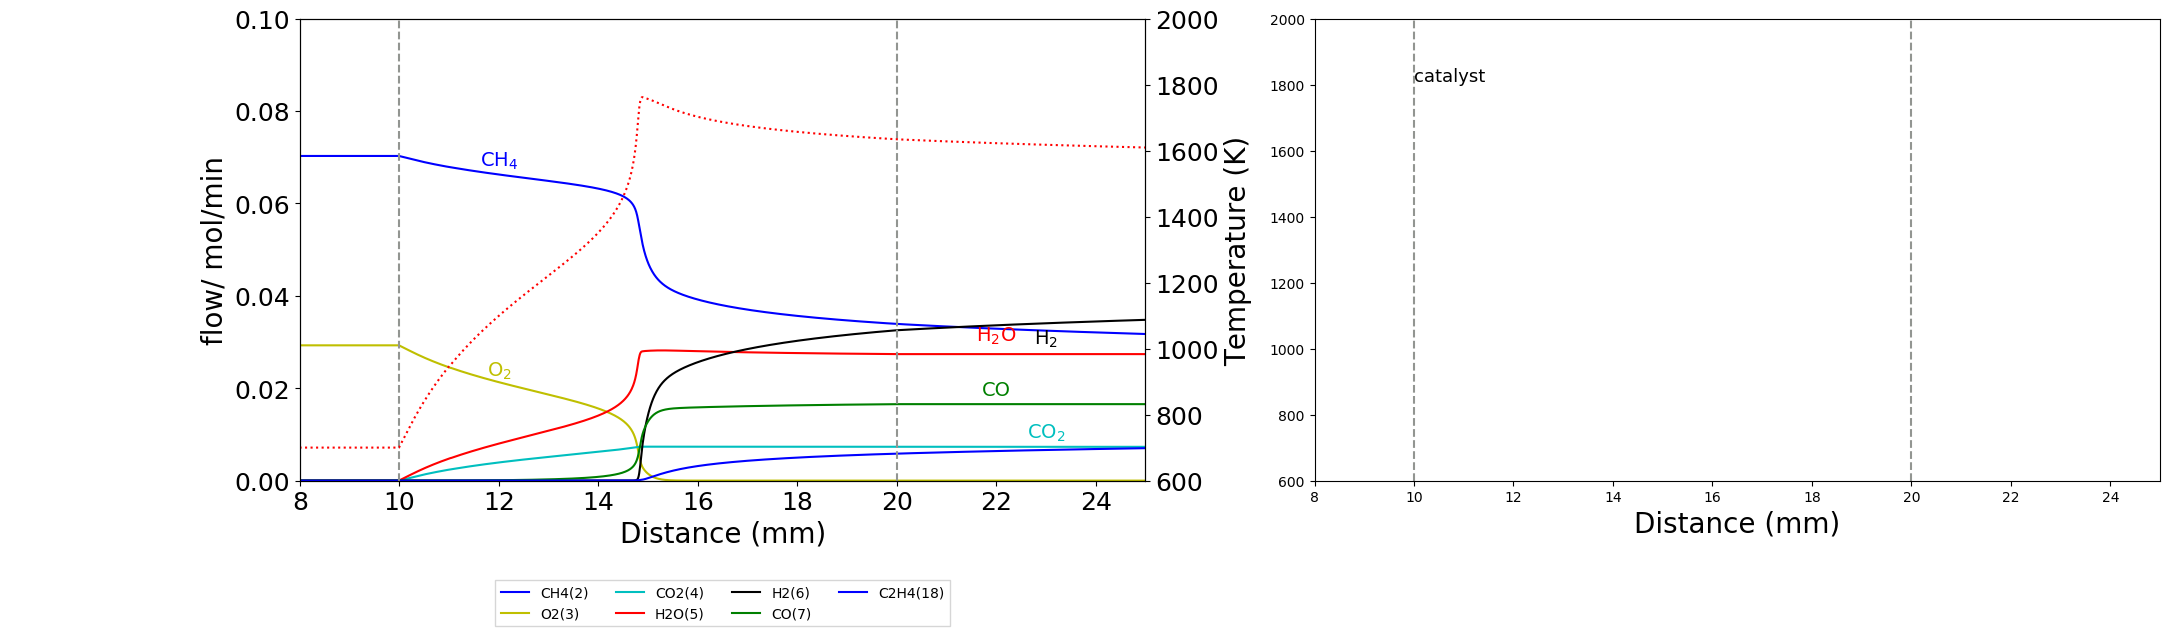 0.10
0.08
0.06
0.04
0.02
0.00
flow/ mol/min
CH₄
O₂
H₂O
H₂
CO
CO₂
8 10 12 14 16 18 20 22 24
Distance (mm)
2000
1800
1600
1400
1200
1000
800
600
Temperature (K)
CH4(2) CO2(4) H2(6) C2H4(18)
O2(3) H2O(5) CO(7)
2000
1800
1600
1400
1200
1000
800
600
catalyst
8 10 12 14 16 18 20 22 24
Distance (mm)